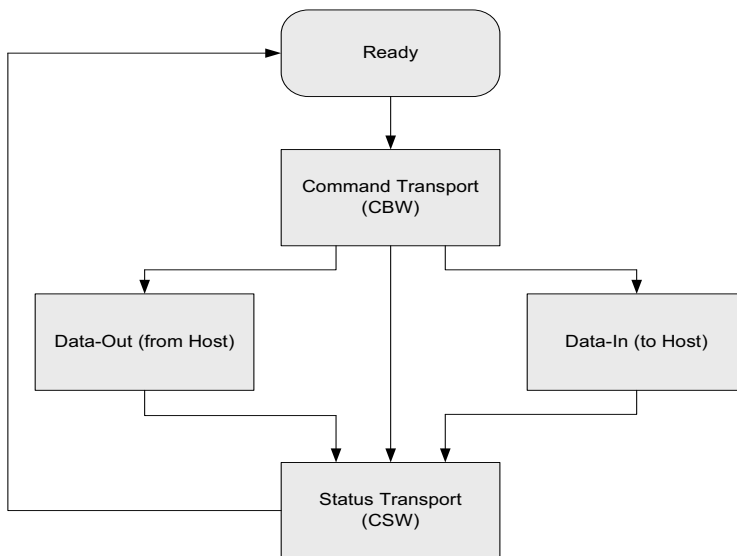 Ready
Command Transport
(CBW)
Data-Out (from Host)
Data-In (to Host)
Status Transport
(CSW)